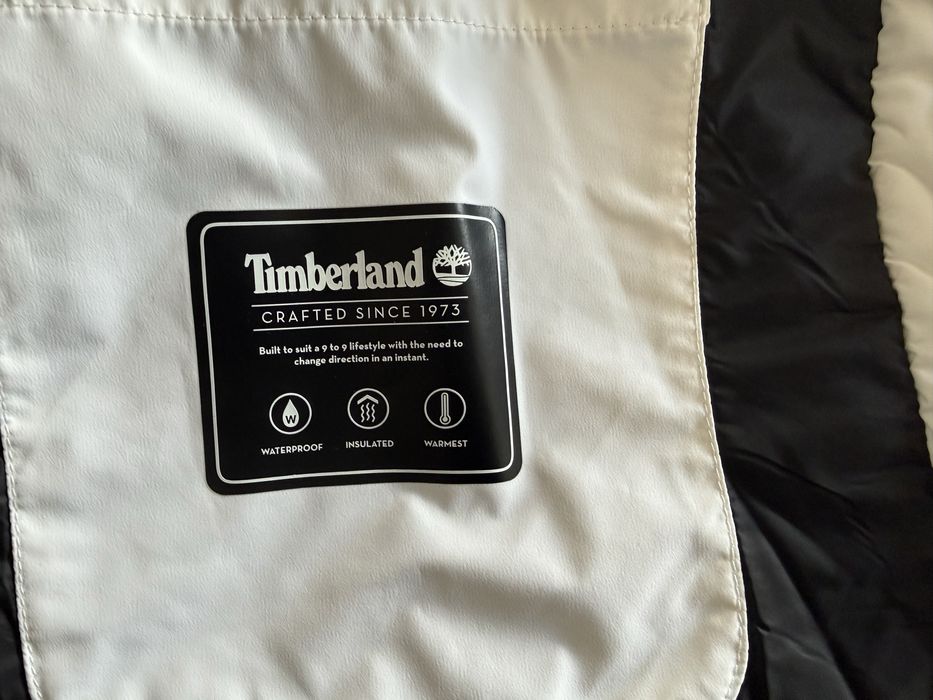 Timberland
CRAFTED SINCE 1973
Built to suit a 9 to 9 lifestyle with the need to
change direction in an instant.
W
WATERPROOF INSULATED WARMEST